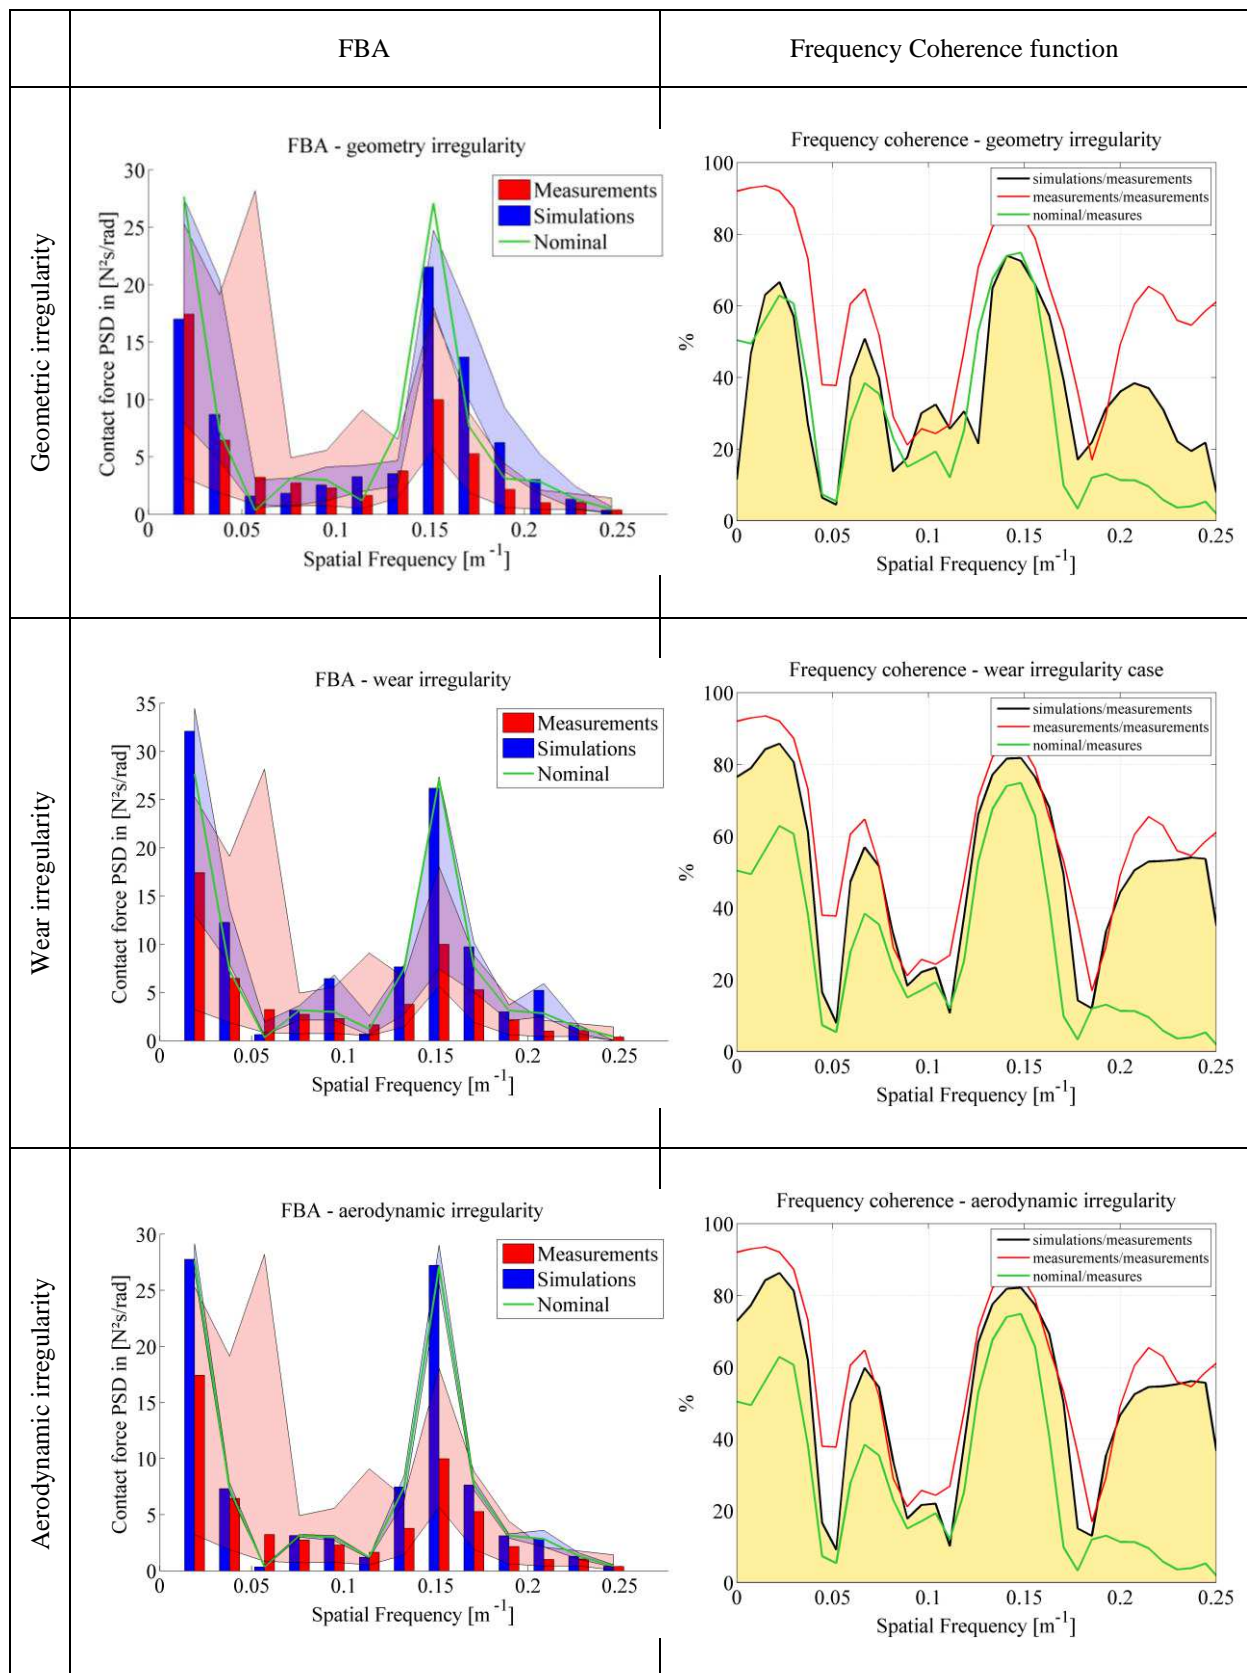 FBA
Frequency Coherence function
Geometric irregularity
FBA - geometry irregularity
Contact force PSD in [N²s/rad]
30
25
20
15
10
5
0
0
0.05
0.1
0.15
0.2
0.25
Spatial Frequency [m⁻¹]
Measurements
Simulations
Nominal
Frequency coherence - geometry irregularity
%
100
80
60
40
20
0
0
0.05
0.1
0.15
0.2
0.25
Spatial Frequency [m⁻¹]
simulations/measurements
measurements/measurements
nominal/measures
Wear irregularity
FBA - wear irregularity
Contact force PSD in [N²s/rad]
35
30
25
20
15
10
5
0
0
0.05
0.1
0.15
0.2
0.25
Spatial Frequency [m⁻¹]
Measurements
Simulations
Nominal
Frequency coherence - wear irregularity case
%
100
80
60
40
20
0
0
0.05
0.1
0.15
0.2
0.25
Spatial Frequency [m⁻¹]
simulations/measurements
measurements/measurements
nominal/measures
Aerodynamic irregularity
FBA - aerodynamic irregularity
Contact force PSD in [N²s/rad]
30
25
20
15
10
5
0
0
0.05
0.1
0.15
0.2
0.25
Spatial Frequency [m⁻¹]
Measurements
Simulations
Nominal
Frequency coherence - aerodynamic irregularity
%
100
80
60
40
20
0
0
0.05
0.1
0.15
0.2
0.25
Spatial Frequency [m⁻¹]
simulations/measurements
measurements/measurements
nominal/measures